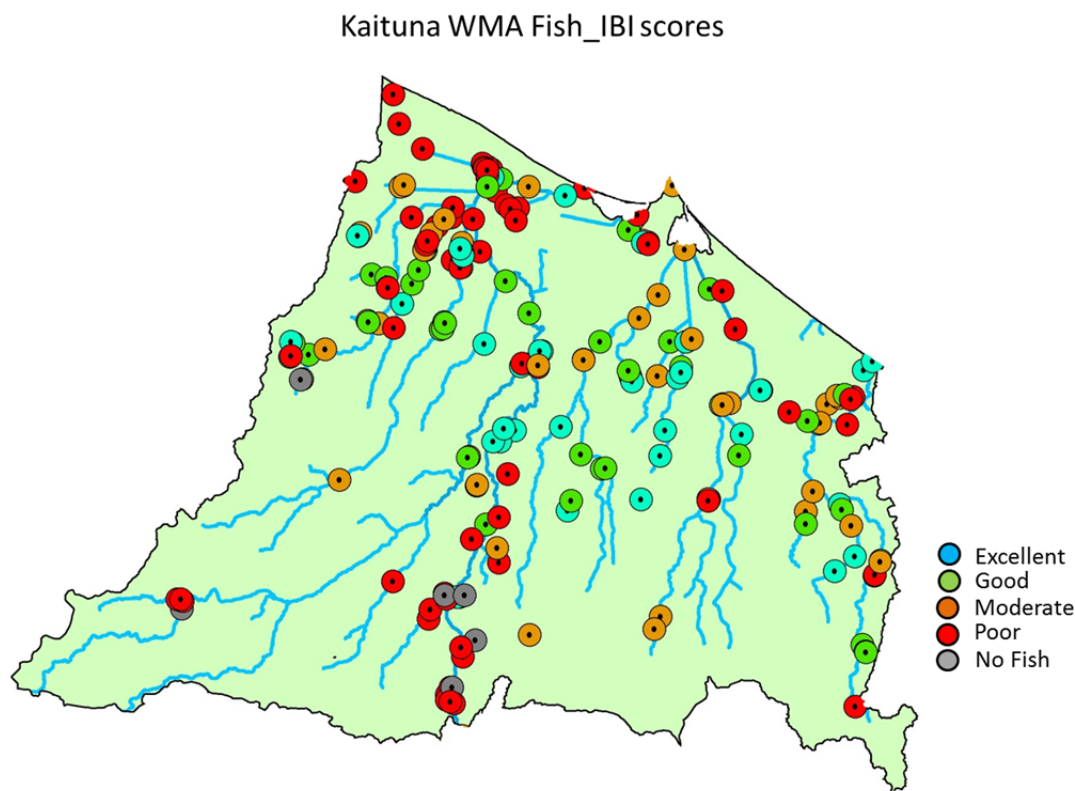 Kaituna WMA Fish_IBI scores
Excellent
Good
Moderate
Poor
No Fish